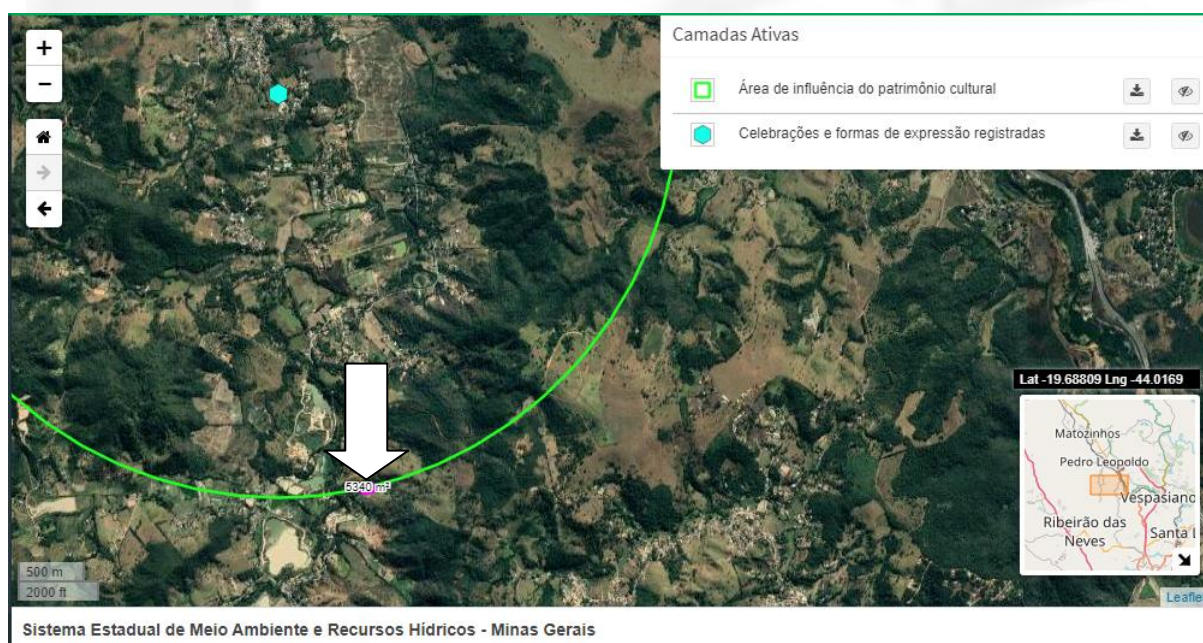 +
−
Camadas Ativas
Área de influência do patrimônio cultural
Celebrações e formas de expressão registradas
5340 m²
Lat -19.68809 Lng -44.0169
Matozinhos
Pedro Leopoldo
Vespasiano
Ribeirão das
Neves
Santa L
500 m
2000 ft
Leafle
Sistema Estadual de Meio Ambiente e Recursos Hídricos - Minas Gerais